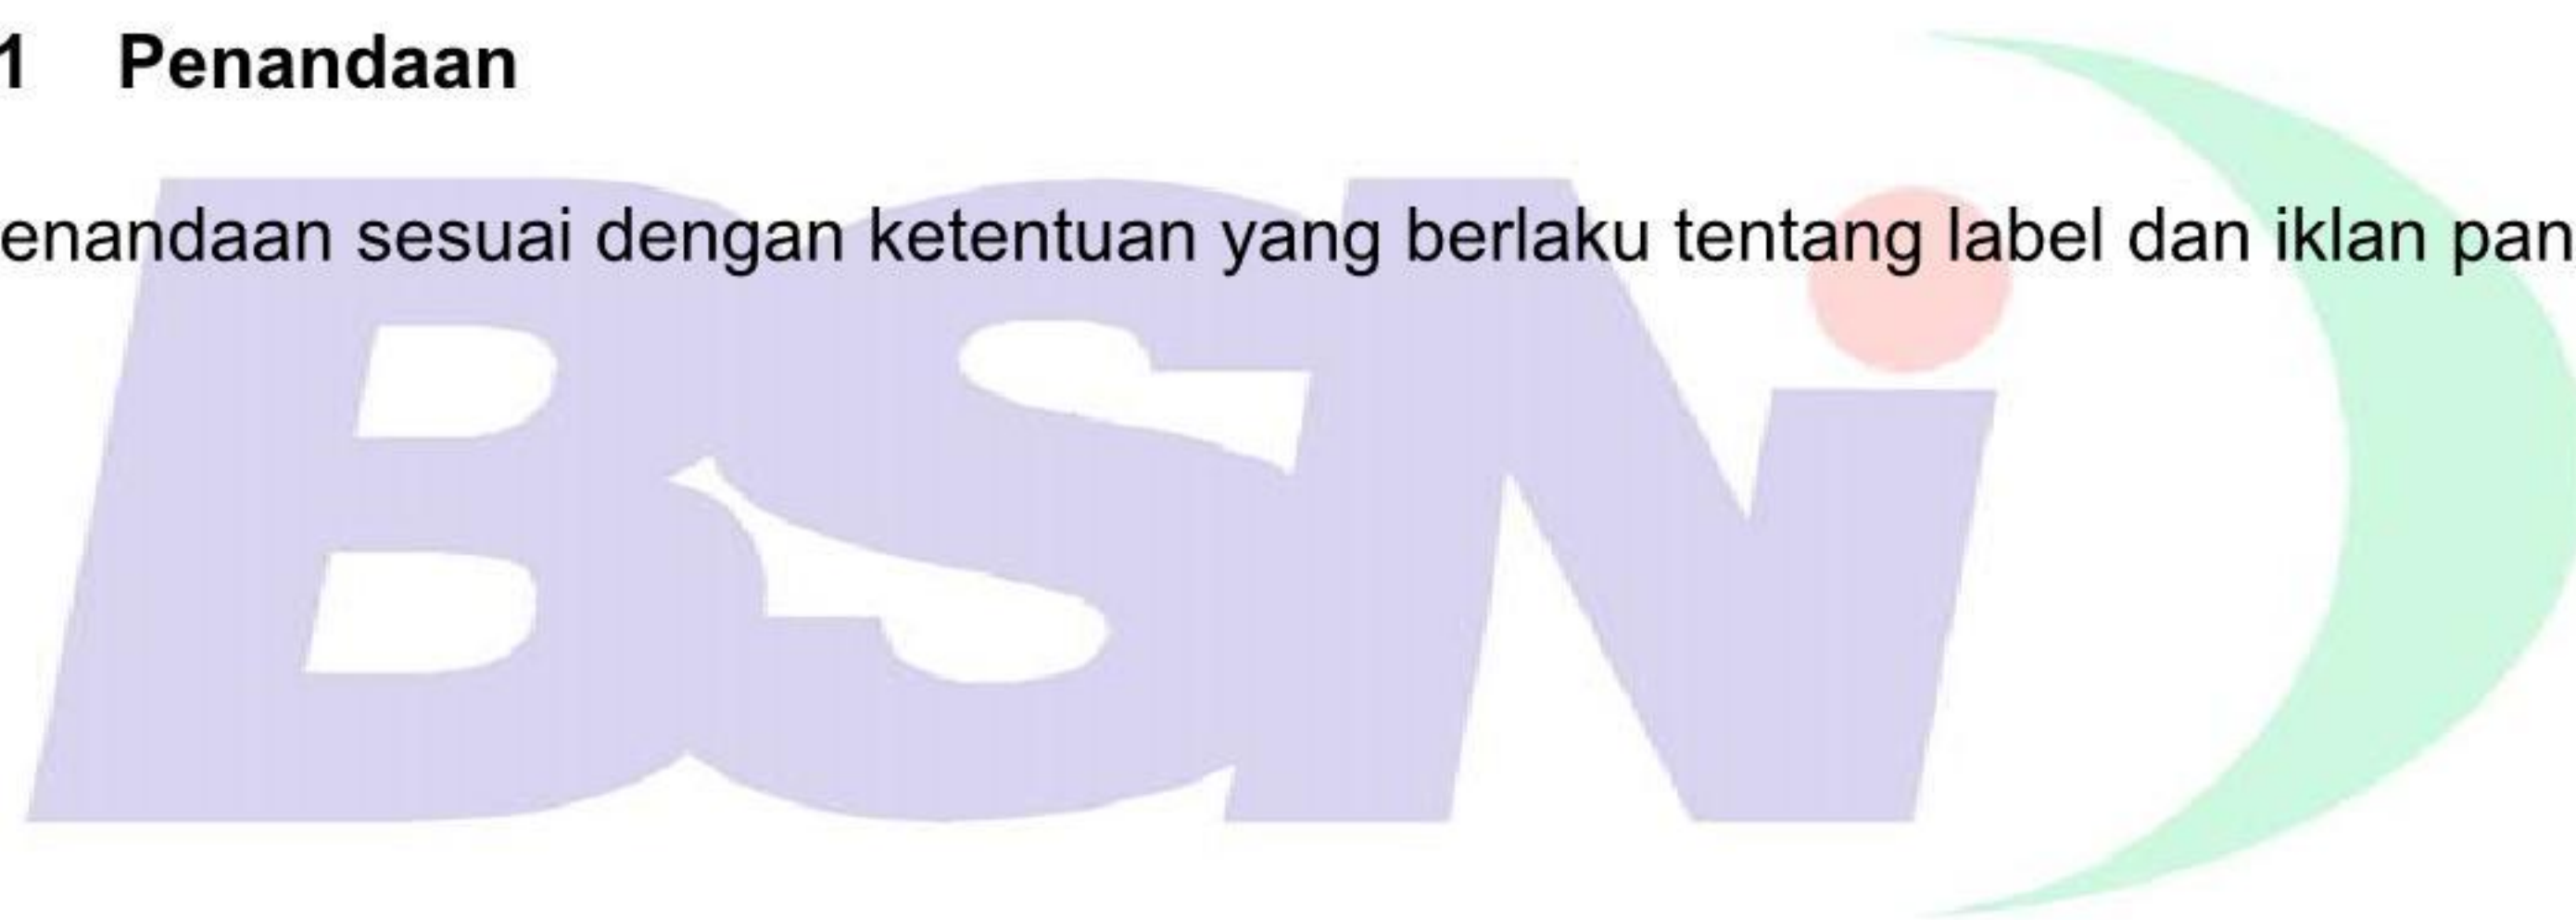 1 Penandaan
enandaan sesuai dengan ketentuan yang berlaku tentang label dan iklan pan
BSN